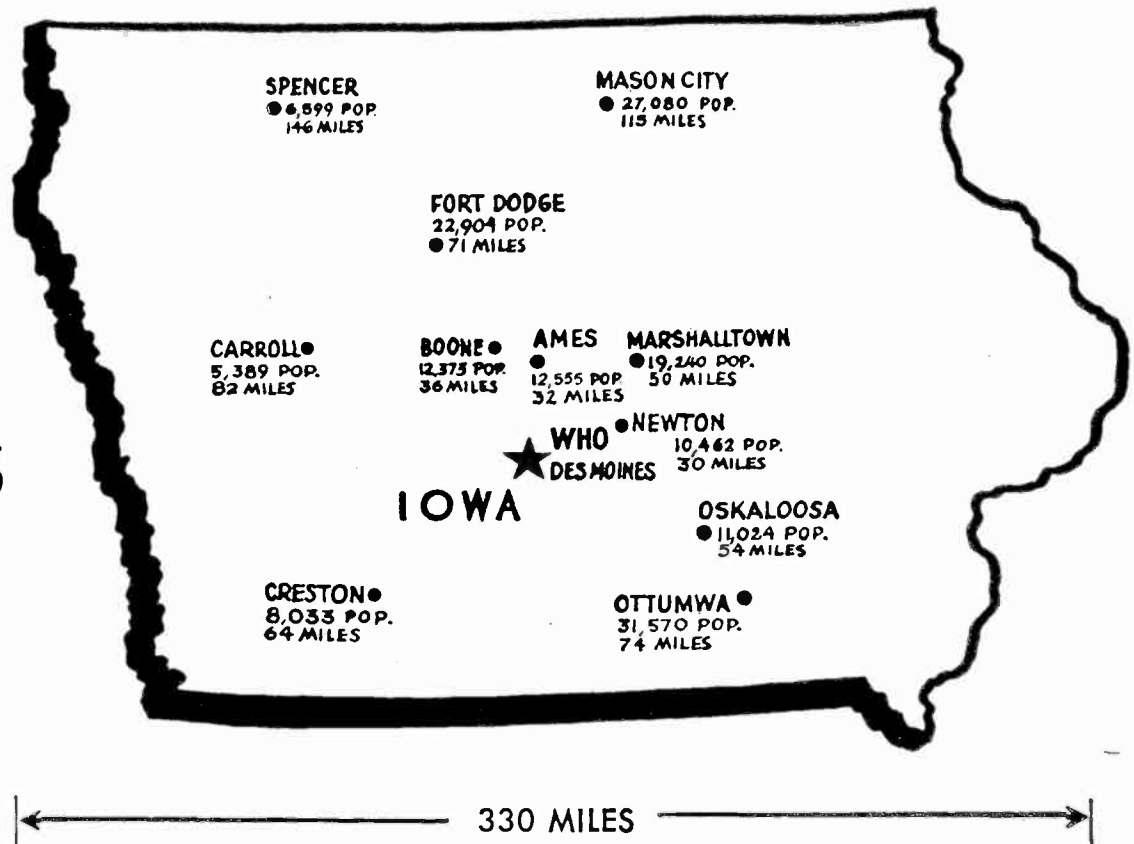 SPENCER
6,599 POP.
146 MILES
MASON CITY
27,080 POP.
115 MILES
FORT DODGE
22,904 POP.
71 MILES
CARROLL
5,389 POP.
82 MILES
BOONE
12,373 POP.
36 MILES
AMES
12,555 POP
32 MILES
MARSHALLTOWN
19,240 POP.
50 MILES
NEWTON
10,462 POP.
30 MILES
WHO
DES MOINES
IOWA
OSKALOOSA
11,024 POP.
54 MILES
CRESTON
8,033 POP.
64 MILES
OTTUMWA
31,570 POP.
74 MILES
330 MILES